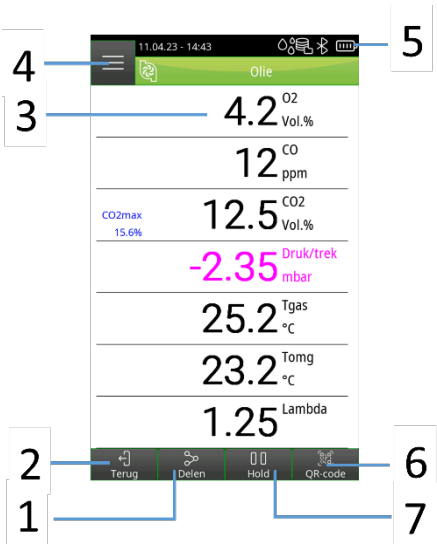 11.04.23 - 14:43
5
4
Olie
3
4.2 O2 Vol.%
12 CO ppm
CO2max 15.6%
12.5 CO2 Vol.%
-2.35 Druk/trek mbar
25.2 Tgas °C
23.2 Tomg °C
1.25 Lambda
2
Terug
Delen
Hold
QR-code
6
1
7